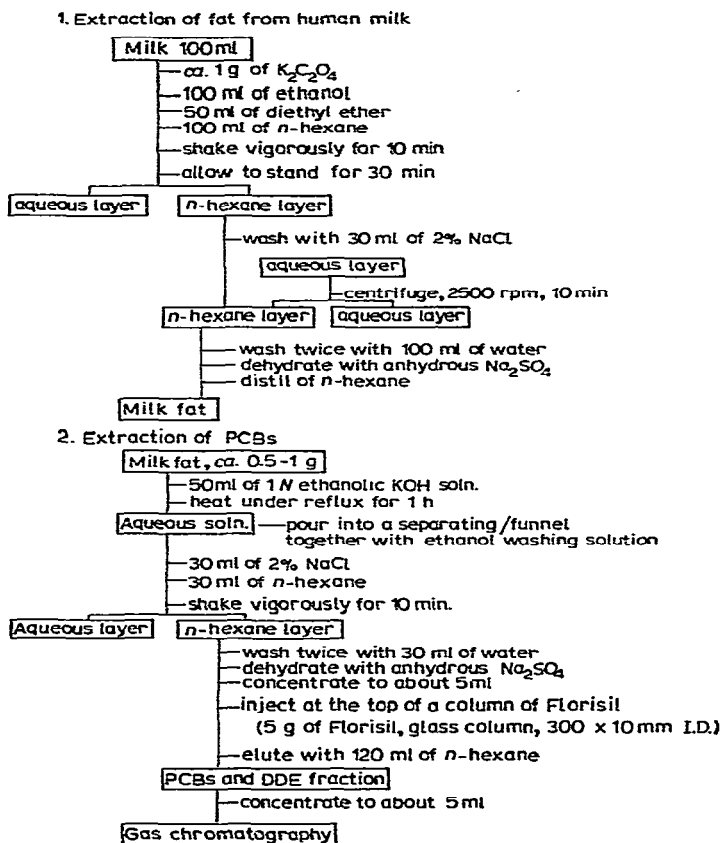 1. Extraction of fat from human milk
Milk 100ml
ca. 1 g of K2C2O4
100 ml of ethanol
50 ml of diethyl ether
100 ml of n-hexane
shake vigorously for 10 min
allow to stand for 30 min
aqueous layer
n-hexane layer
wash with 30 ml of 2% NaCl
aqueous layer
centrifuge, 2500 rpm, 10 min
n-hexane layer
aqueous layer
wash twice with 100 ml of water
dehydrate with anhydrous Na2SO4
distil of n-hexane
Milk fat
2. Extraction of PCBs
Milk fat, ca. 0.5-1 g
50ml of 1N ethanolic KOH soln.
heat under reflux for 1 h
Aqueous soln.
pour into a separating/funnel
together with ethanol washing solution
30 ml of 2% NaCl
30 ml of n-hexane
shake vigorously for 10 min.
Aqueous layer
n-hexane layer
wash twice with 30 ml of water
dehydrate with anhydrous Na2SO4
concentrate to about 5ml
inject at the top of a column of Florisil
(5 g of Florisil, glass column, 300 x 10 mm I.D.)
elute with 120 ml of n-hexane
PCBs and DDE fraction
concentrate to about 5 ml
Gas chromatography